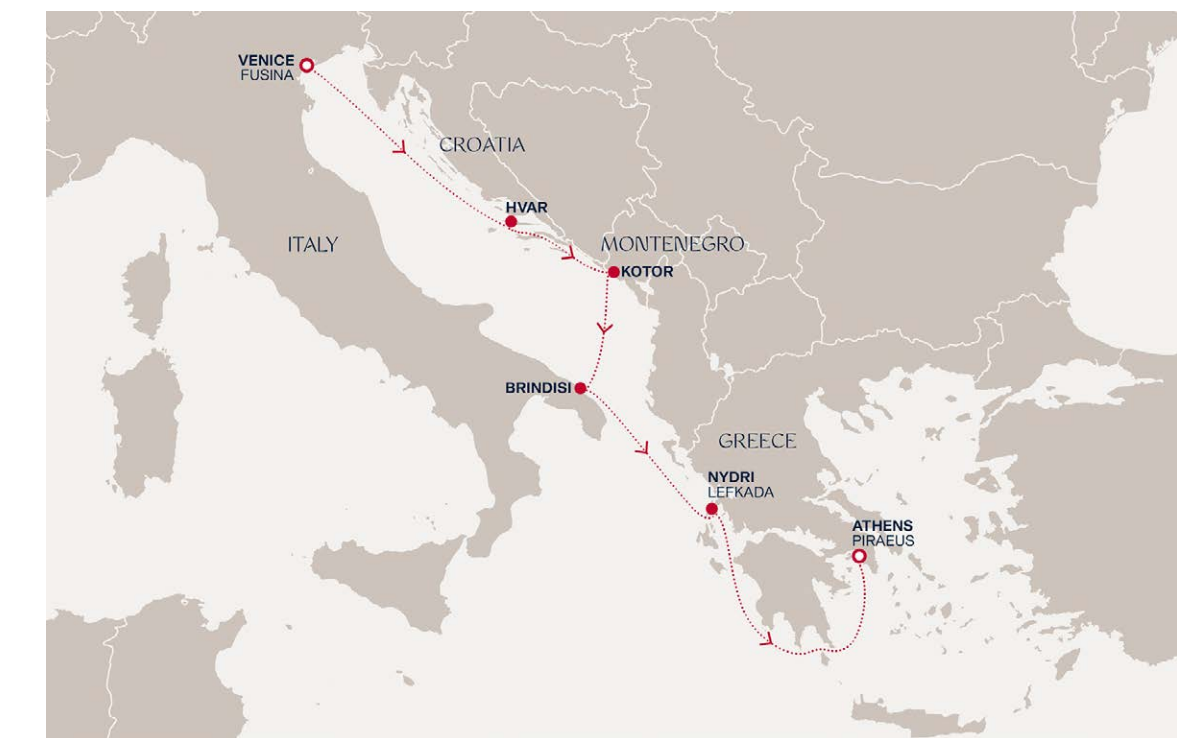 VENICE
FUSINA
CROATIA
HVAR
ITALY
MONTENEGRO
KOTOR
BRINDISI
GREECE
NYDRI
LEFKADA
ATHENS
PIRAEUS